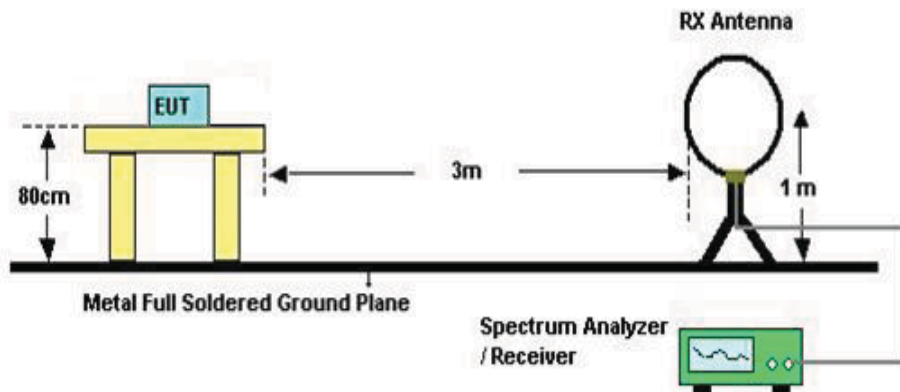 RX Antenna
EUT
3m
80cm
1 m
Metal Full Soldered Ground Plane
Spectrum Analyzer
/ Receiver